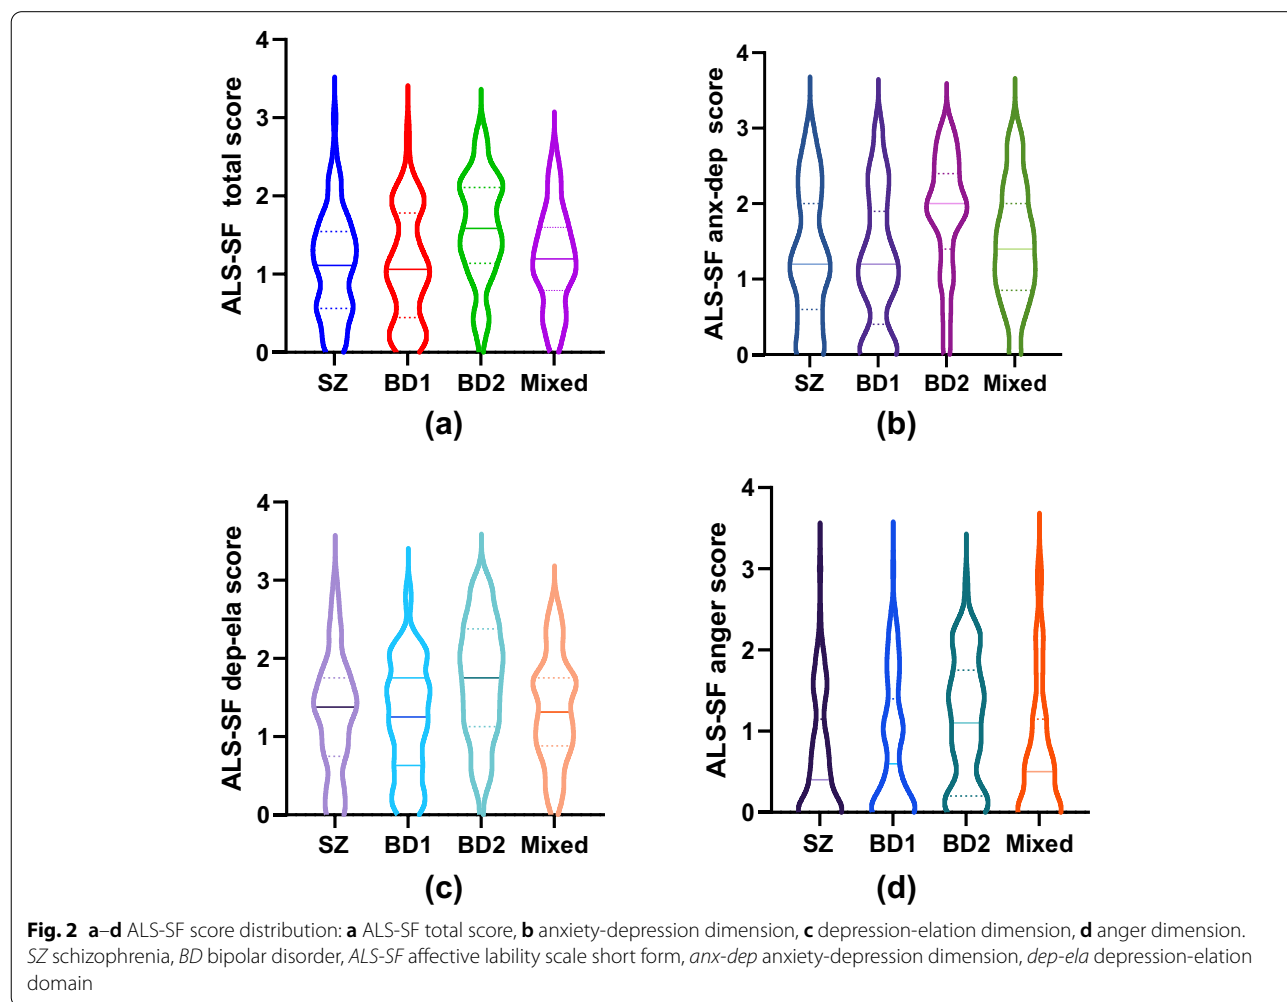 4
3
2
1
0
ALS-SF total score
SZ BD1 BD2 Mixed
(a)
4
3
2
1
0
ALS-SF anx-dep score
SZ BD1 BD2 Mixed
(b)
4
3
2
1
0
ALS-SF dep-ela score
SZ BD1 BD2 Mixed
(c)
4
3
2
1
0
ALS-SF anger score
SZ BD1 BD2 Mixed
(d)
Fig. 2 a–d ALS-SF score distribution: a ALS-SF total score, b anxiety-depression dimension, c depression-elation dimension, d anger dimension.
SZ schizophrenia, BD bipolar disorder, ALS-SF affective lability scale short form, anx-dep anxiety-depression dimension, dep-ela depression-elation
domain